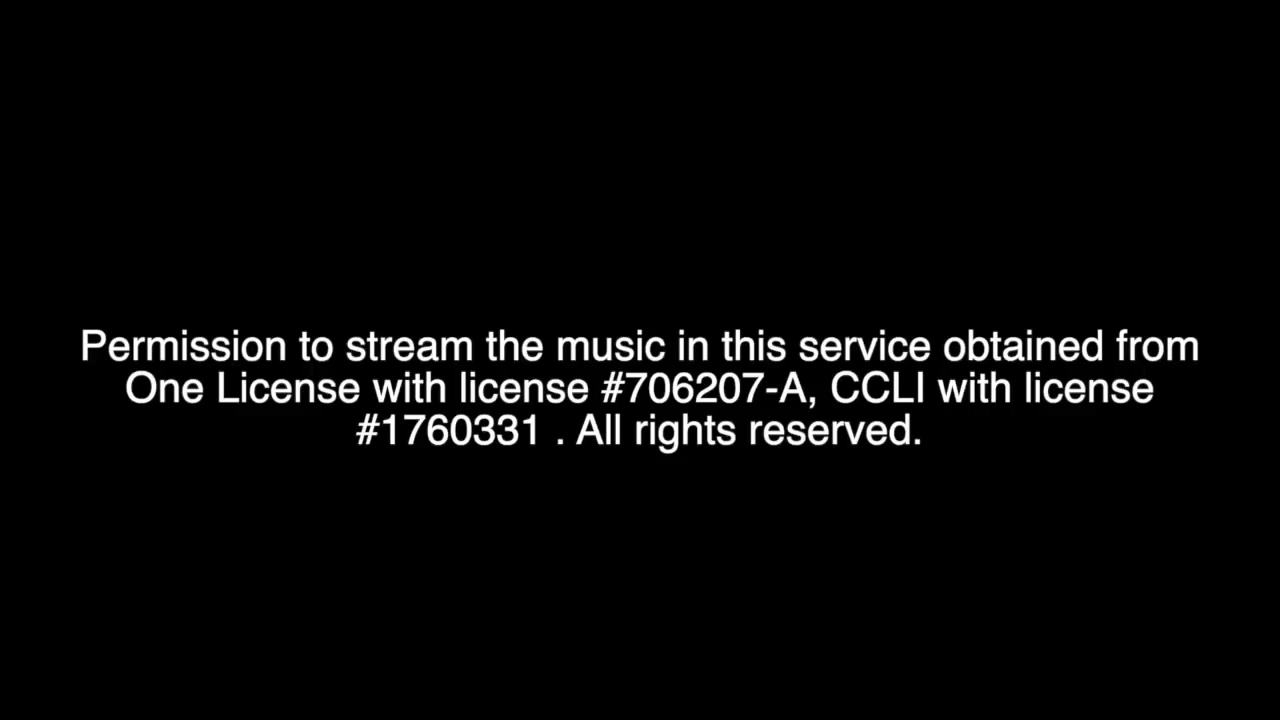 Permission to stream the music in this service obtained from
One License with license #706207-A, CCLI with license
#1760331 . All rights reserved.